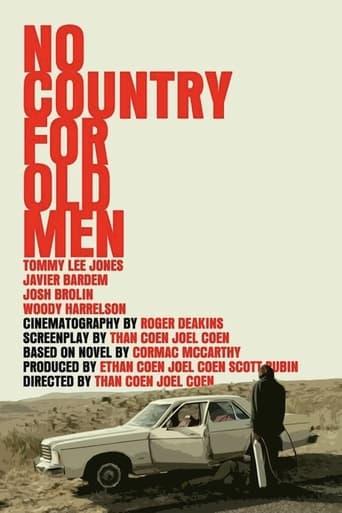 NO
COUNTRY
FOR
OLD
MEN
TOMMY LEE JONES
JAVIER BARDEM
JOSH BROLIN
WOODY HARRELSON
CINEMATOGRAPHY BY ROGER DEAKINS
SCREENPLAY BY THAN COEN JOEL COEN
BASED ON NOVEL BY CORMAC MCCARTHY
PRODUCED BY ETHAN COEN JOEL COEN SCOTT RUBIN
DIRECTED BY THAN COEN JOEL COEN